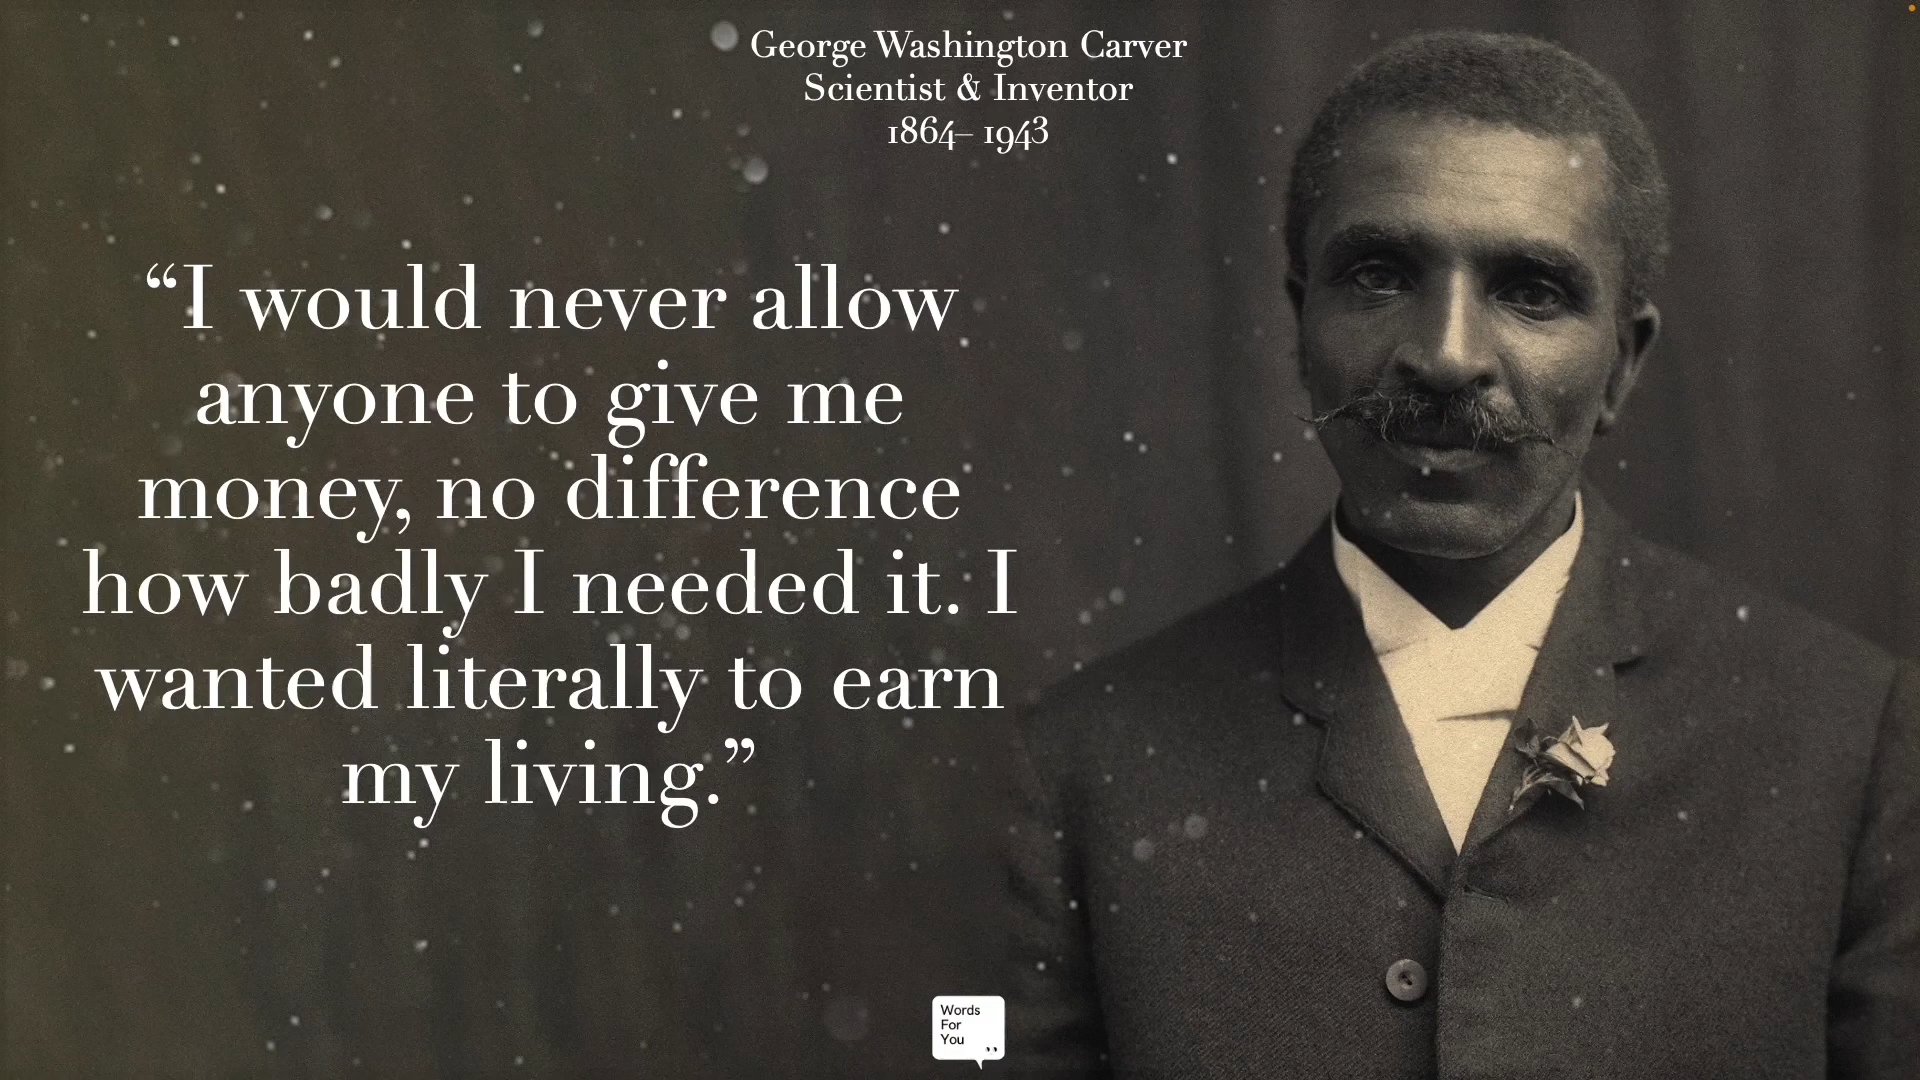 George Washington Carver
Scientist & Inventor
1864– 1943
“I would never allow
anyone to give me
money, no difference
how badly I needed it. I
wanted literally to earn
my living.”
Words
For
You